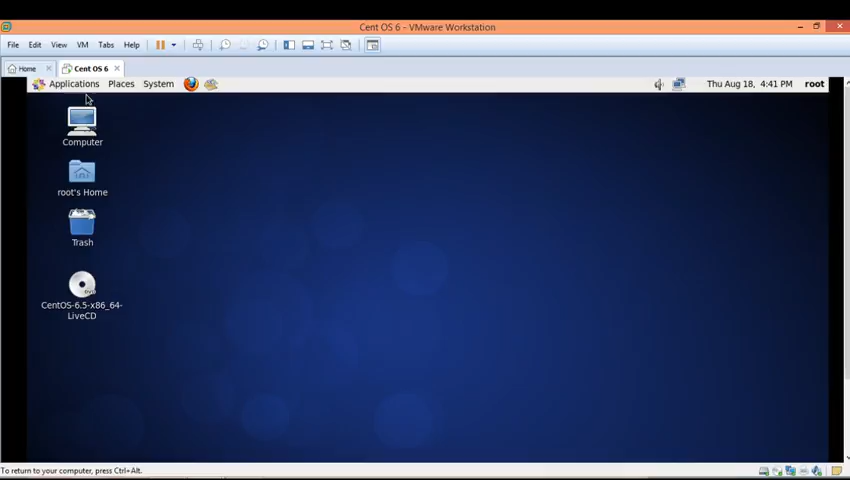 Cent OS 6 - VMware Workstation
File Edit View VM Tabs Help
Home Cent OS 6
Applications Places System Thu Aug 18, 4:41 PM root
Computer
root's Home
Trash
CentOS-6.5-x86_64-
LiveCD
To return to your computer, press Ctrl+Alt.